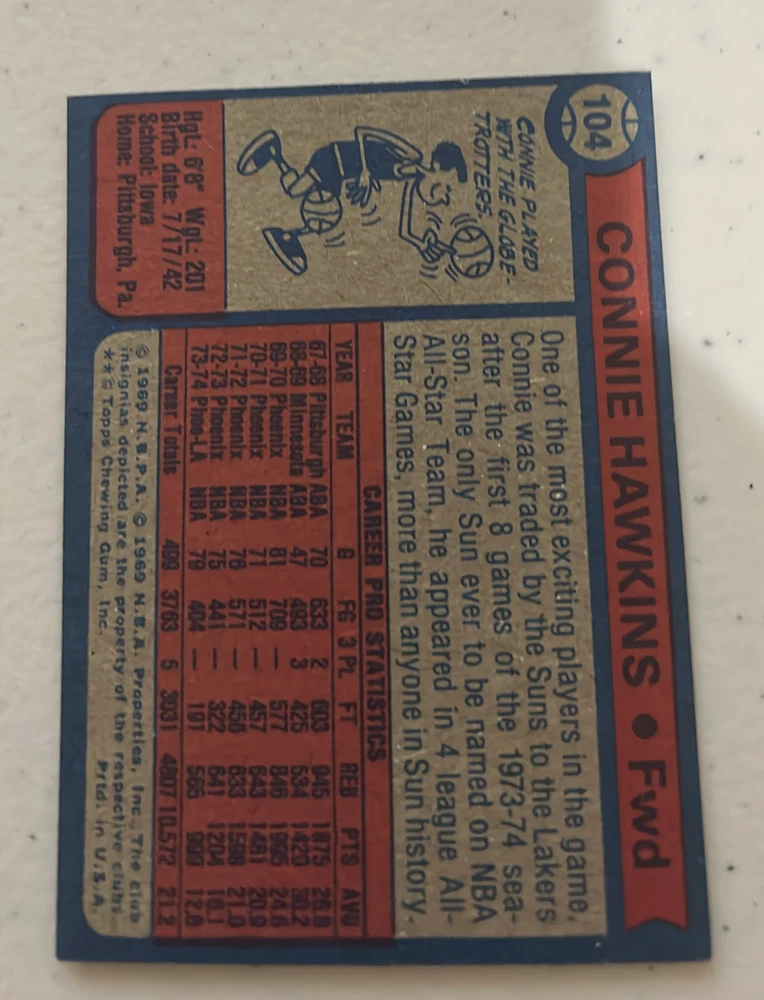 104
CONNIE HAWKINS • Fwd
CONNIE PLAYED
WITH THE GLOBE-
TROTTERS.
Hgt.: 6'8" Wgt.: 201
Birth date: 7/17/42
School: Iowa
Home: Pittsburgh, Pa.
One of the most exciting players in the game,
Connie was traded by the Suns to the Lakers
after the first 8 games of the 1973-74 sea-
son. The only Sun ever to be named on NBA
All-Star Team, he appeared in 4 league All-
Star Games, more than anyone in Sun history.
CAREER PRO STATISTICS
YEAR TEAM G FG 3 PL FT REB PTS AVG
67-68 Pittsburgh ABA 70 633 2 603 945 1875 26.8
68-69 Minnesota ABA 47 493 3 425 534 1420 30.2
69-70 Phoenix NBA 81 709 — 577 846 1995 24.6
70-71 Phoenix NBA 71 512 — 457 643 1481 20.9
71-72 Phoenix NBA 76 571 — 456 633 1598 21.0
72-73 Phoenix NBA 75 441 — 322 641 1204 16.1
73-74 Phoe-LA NBA 79 404 — 191 566 999 12.6
Career Totals 499 3763 5 3031 4807 10,572 21.2
© 1969 N.B.P.A. © 1969 N.B.A. Properties, Inc., The club
insignias depicted are the property of the respective clubs
**© Topps Chewing Gum, Inc. Prtd. in U.S.A.